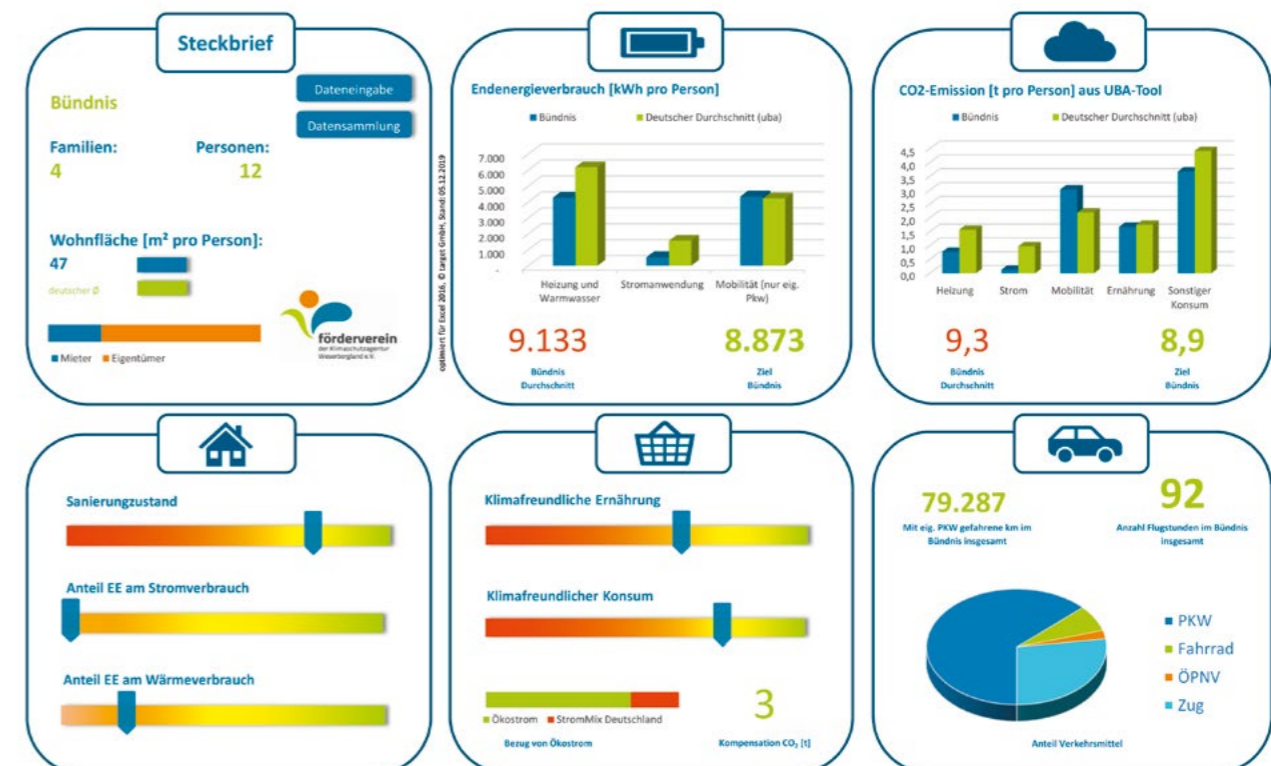 Steckbrief
Dateneingabe
Datensammlung
Bündnis
Familien:
Personen:
4
12
Wohnfläche [m² pro Person]:
47
deutscher Ø
Mieter
Eigentümer
förderverein
der Klimaschutzagentur
Weserbergland e.V.
optimiert für Excel 2016, © target GmbH, Stand: 05.12.2019
Endenergieverbrauch [kWh pro Person]
Bündnis
Deutscher Durchschnitt (uba)
7.000
6.000
5.000
4.000
3.000
2.000
1.000
-
Heizung und
Warmwasser
Stromanwendung
Mobilität (nur eig.
Pkw)
9.133
Bündnis
Durchschnitt
8.873
Ziel
Bündnis
CO2-Emission [t pro Person] aus UBA-Tool
Bündnis
Deutscher Durchschnitt (uba)
4,5
4,0
3,5
3,0
2,5
2,0
1,5
1,0
0,5
0,0
Heizung
Strom
Mobilität
Ernährung
Sonstiger
Konsum
9,3
Bündnis
Durchschnitt
8,9
Ziel
Bündnis
Sanierungzustand
Anteil EE am Stromverbrauch
Anteil EE am Wärmeverbrauch
Klimafreundliche Ernährung
Klimafreundlicher Konsum
Ökostrom
StromMix Deutschland
Bezug von Ökostrom
3
Kompensation CO₂ [t]
79.287
Mit eig. PKW gefahrene km im
Bündnis insgesamt
92
Anzahl Flugstunden im Bündnis
insgesamt
PKW
Fahrrad
ÖPNV
Zug
Anteil Verkehrsmittel